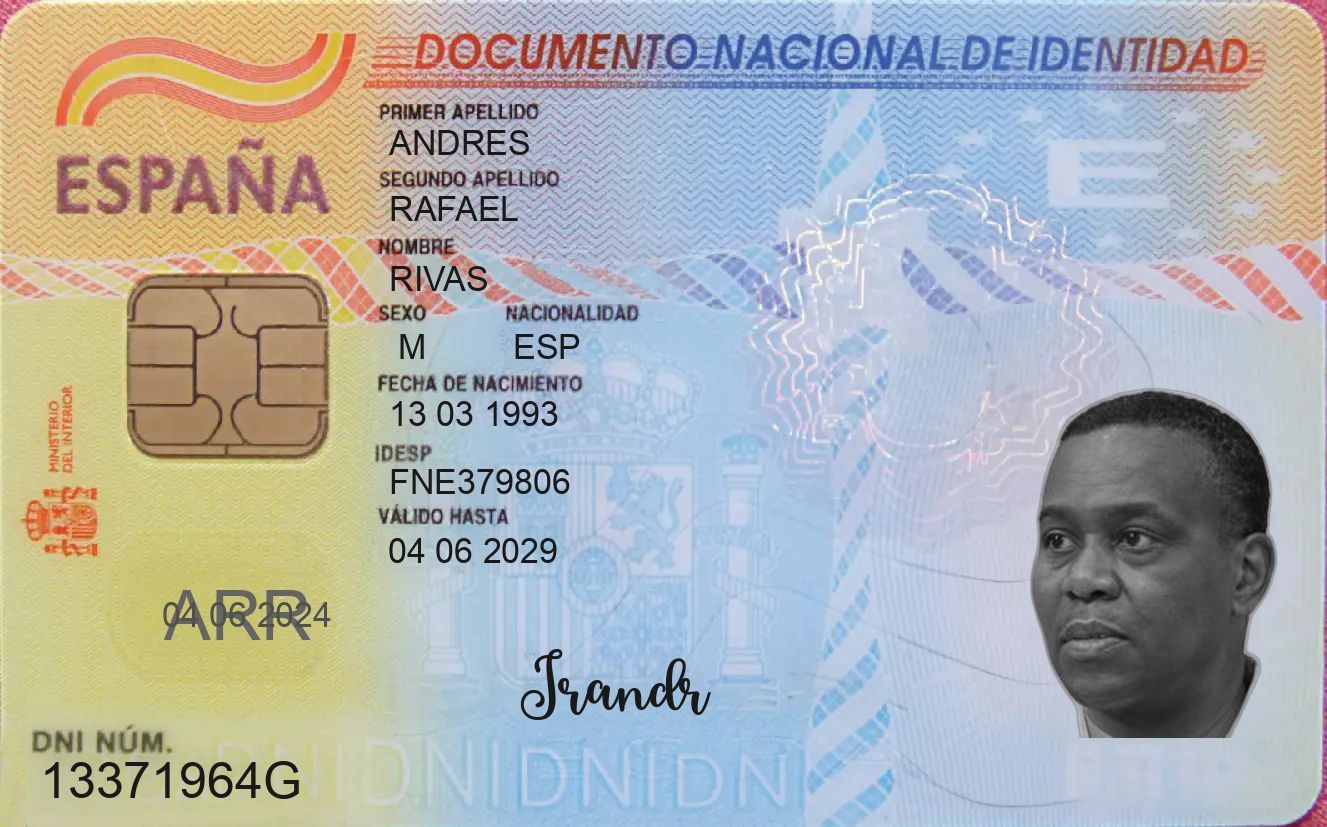 DOCUMENTO NACIONAL DE IDENTIDAD
ESPAÑA
PRIMER APELLIDO
ANDRES
SEGUNDO APELLIDO
RAFAEL
NOMBRE
RIVAS
SEXO NACIONALIDAD
M ESP
FECHA DE NACIMIENTO
13 03 1993
IDESP
FNE379806
VÁLIDO HASTA
04 06 2029
MINISTERIO
DEL INTERIOR
E
ARR
04 06 2024
Jrandr
DNI NÚM.
13371964G
DNIDNIDNIDNI